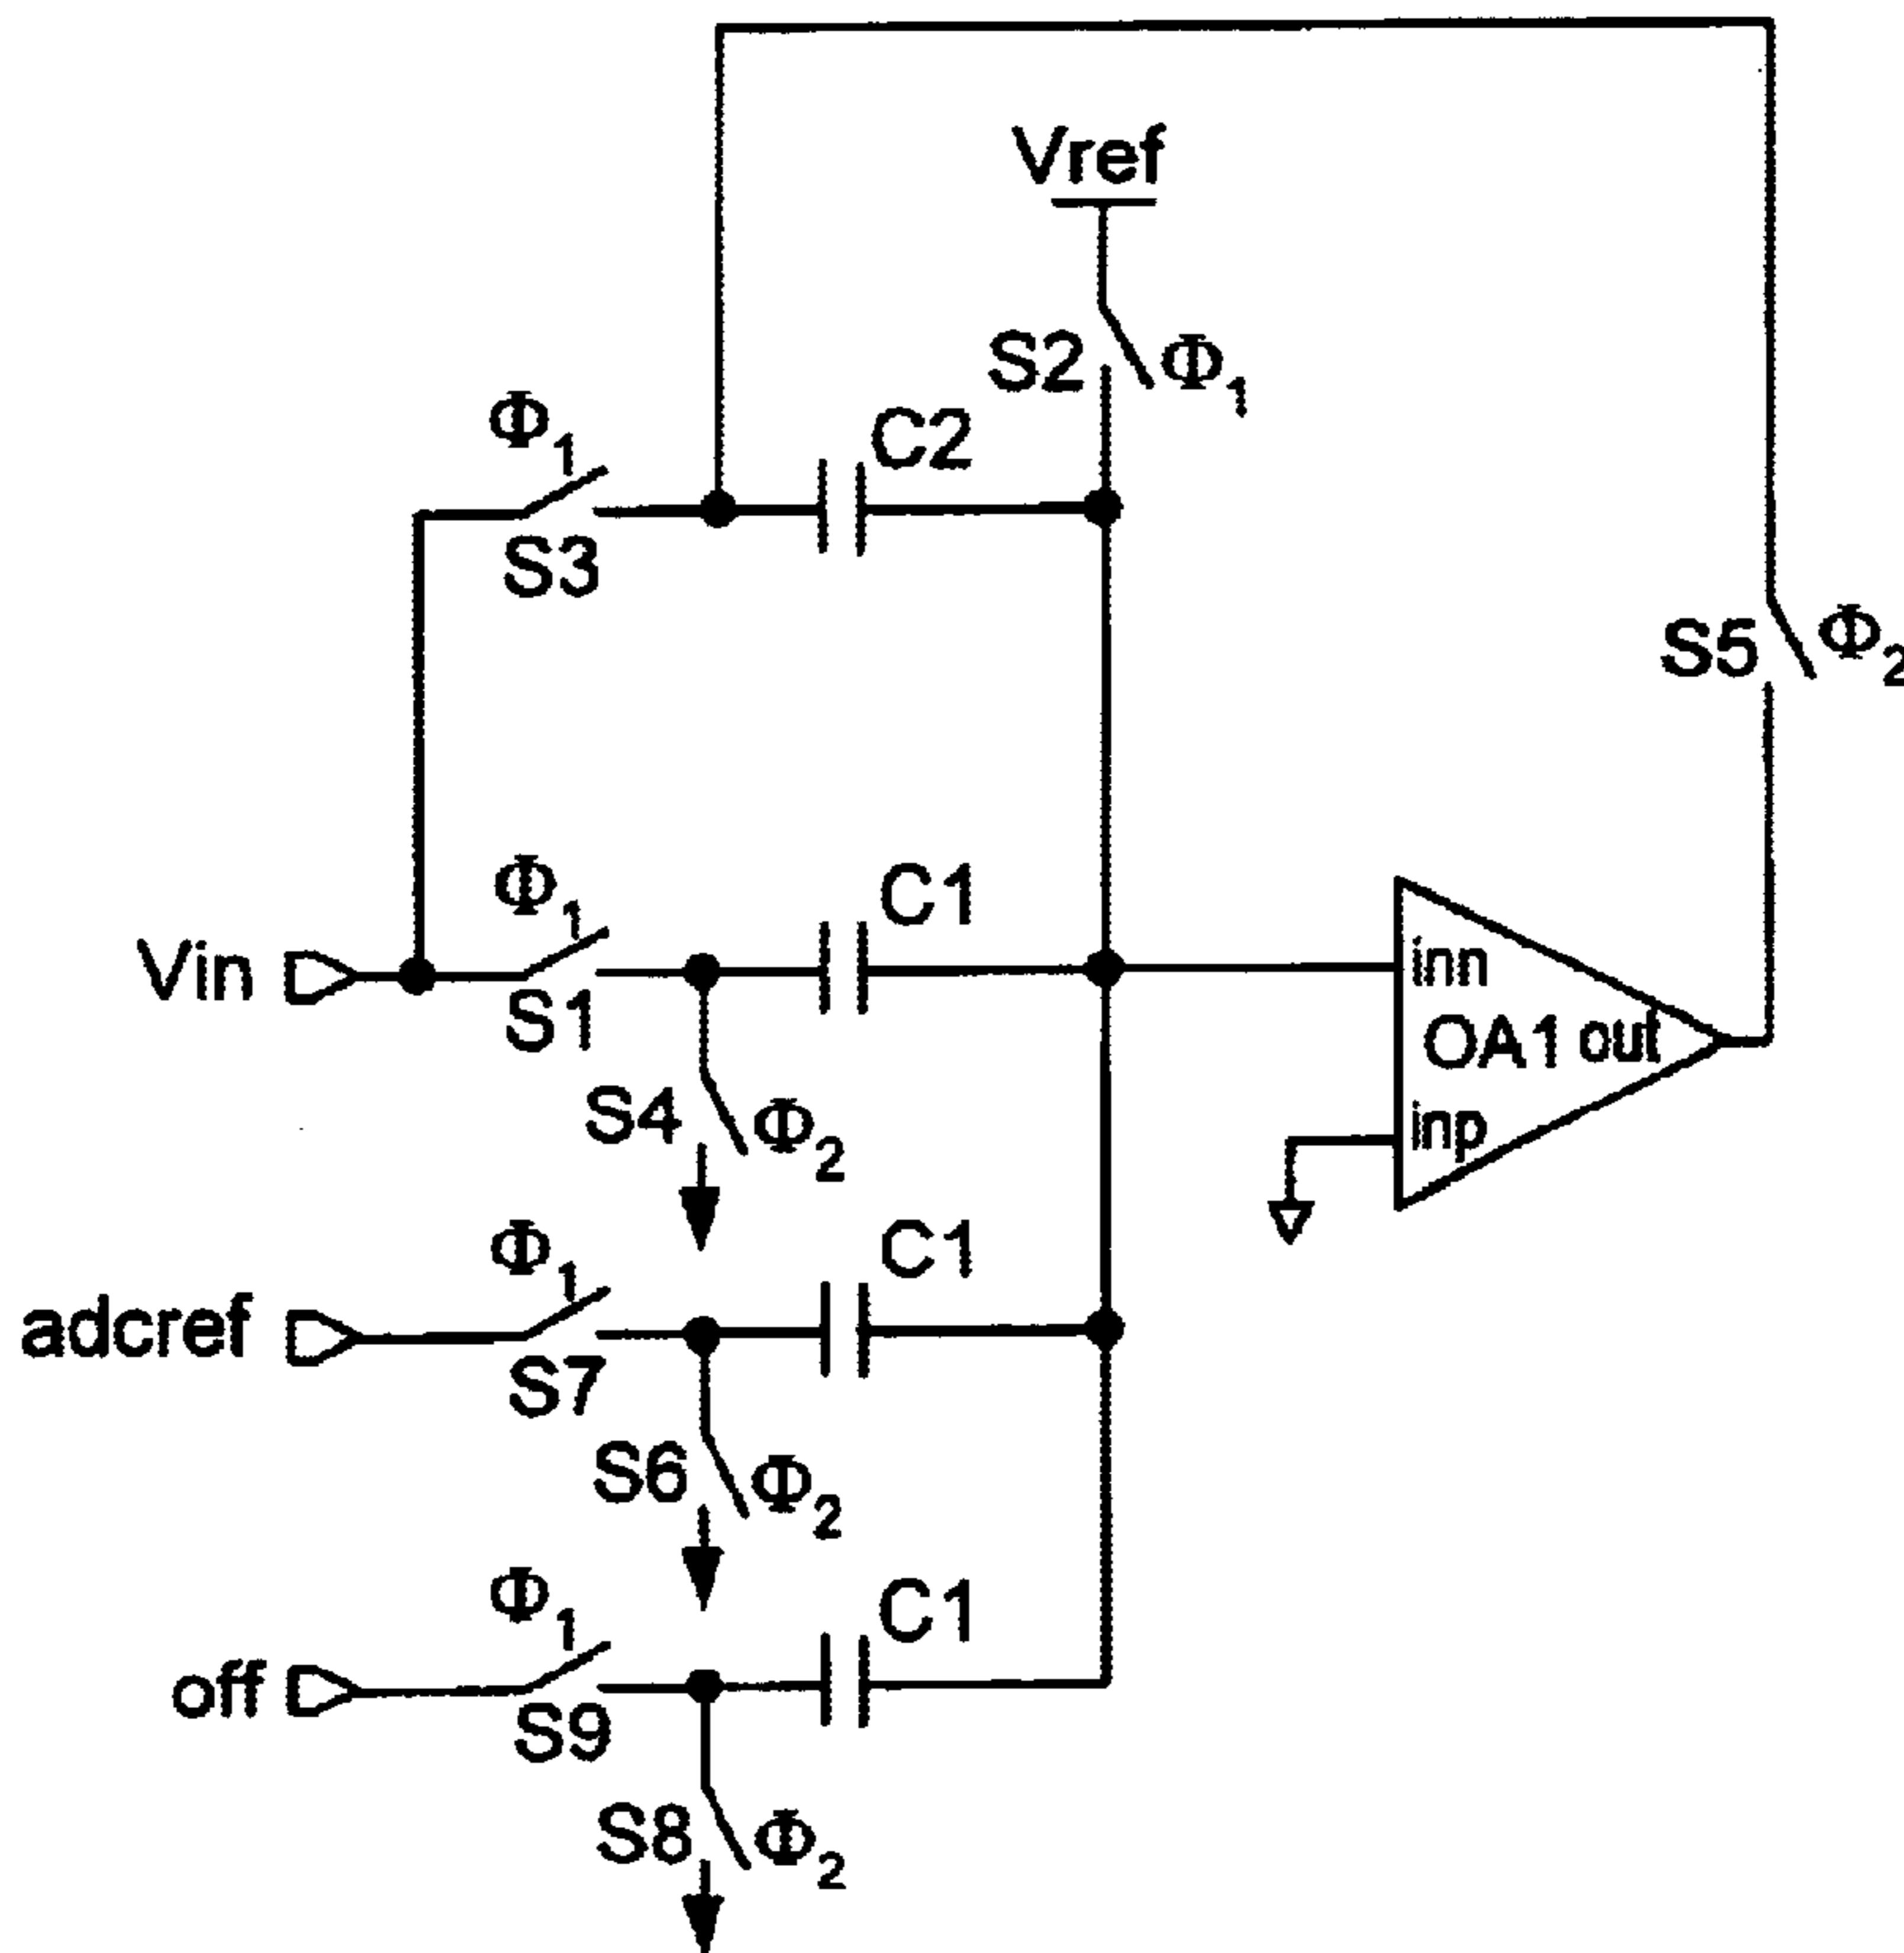 Vref
S2 Φ1
Φ1
C2
S3
S5 Φ2
Φ1
C1
Vin
S1
inn
OA1 out
inp
S4 Φ2
Φ1
C1
adcref
S7
S6 Φ2
Φ1
C1
off
S9
S8 Φ2